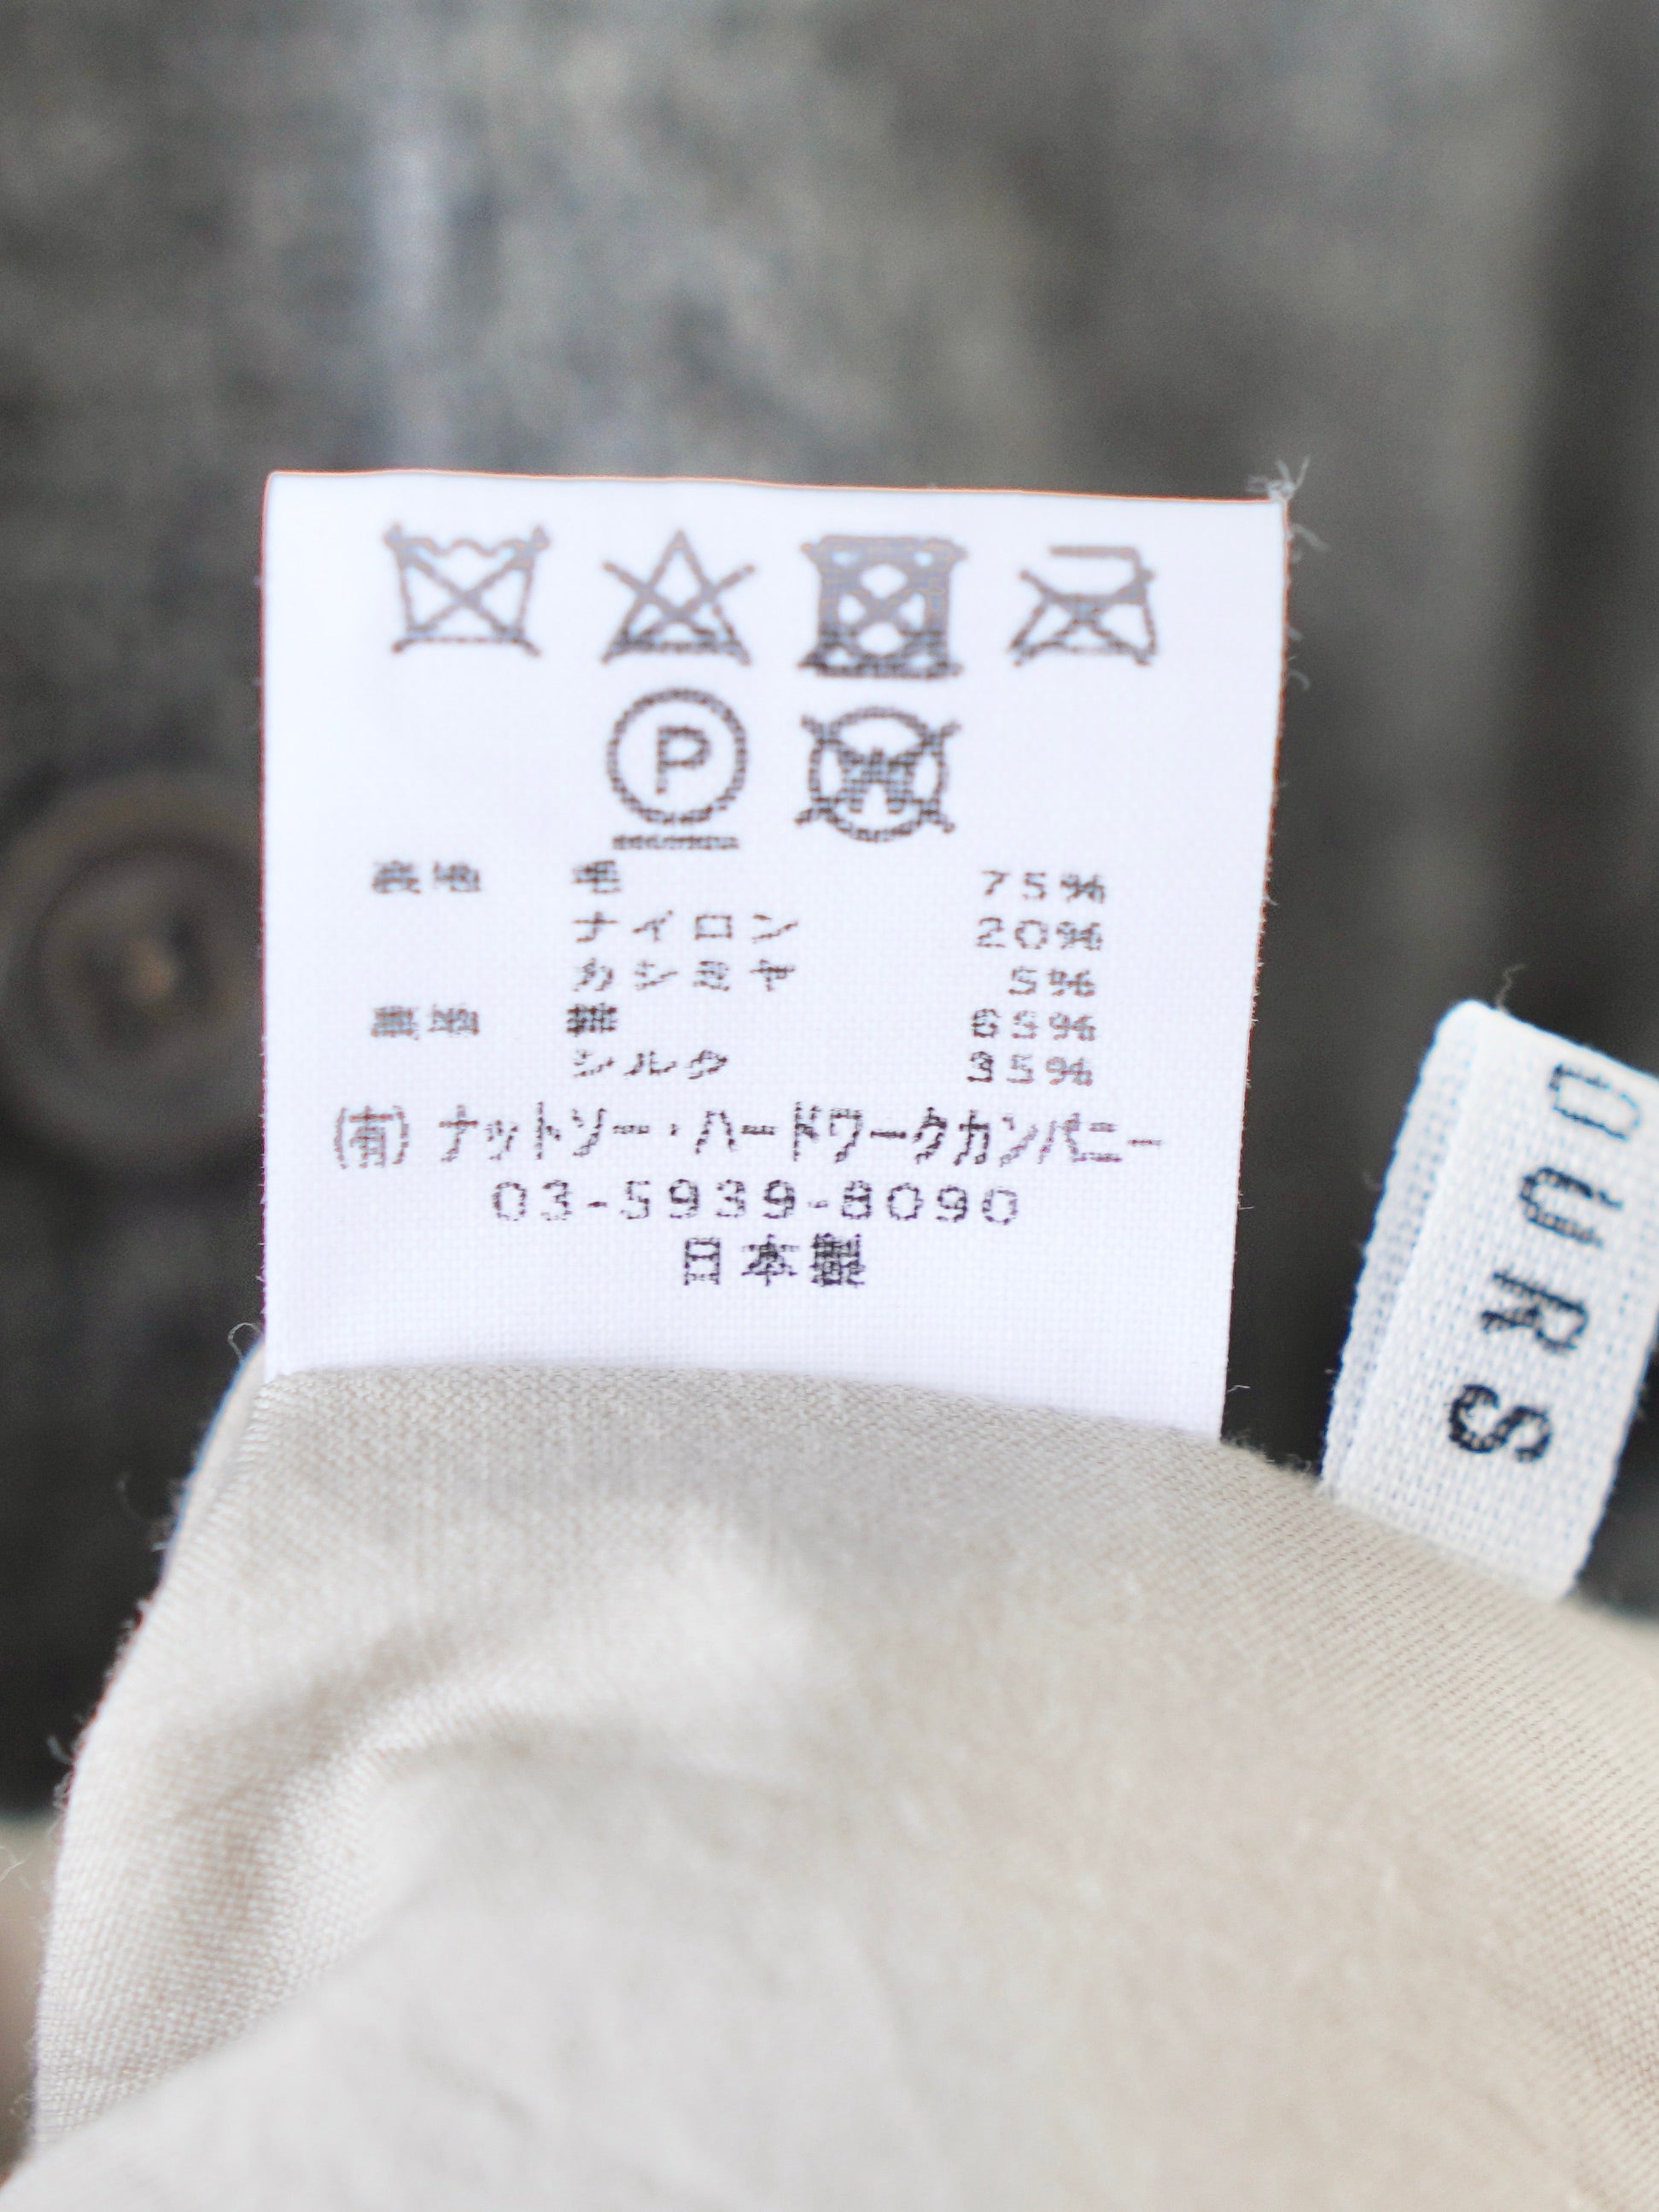 P
W
表地 毛 75%
ナイロン 20%
カシミヤ 5%
裏地 綿 65%
シルク 35%
(有)ナットソー・ハードワークカンパニー
03-5939-8090
日本製
OURS